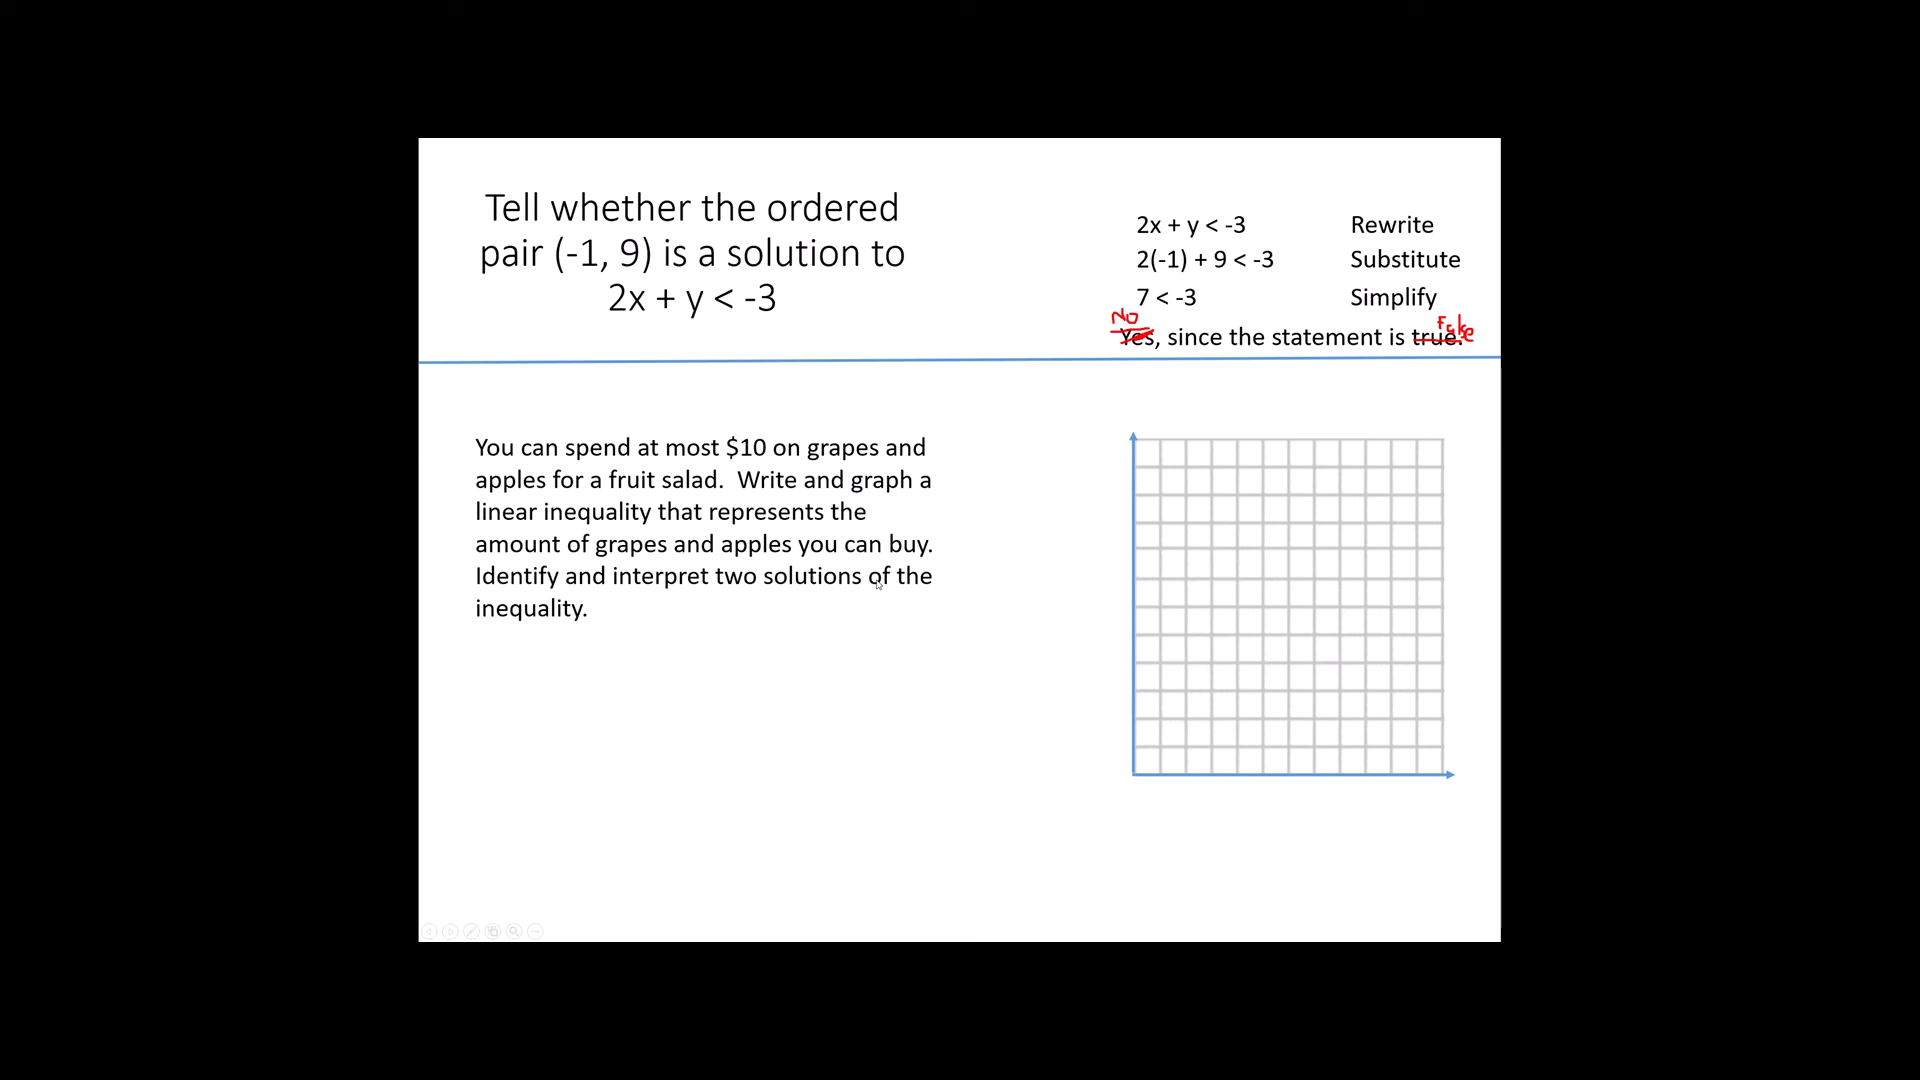 Tell whether the ordered
pair (-1, 9) is a solution to
2x + y < -3
2x + y < -3 Rewrite
2(-1) + 9 < -3 Substitute
7 < -3 Simplify
No False
Yes, since the statement is true.
You can spend at most $10 on grapes and
apples for a fruit salad. Write and graph a
linear inequality that represents the
amount of grapes and apples you can buy.
Identify and interpret two solutions of the
inequality.